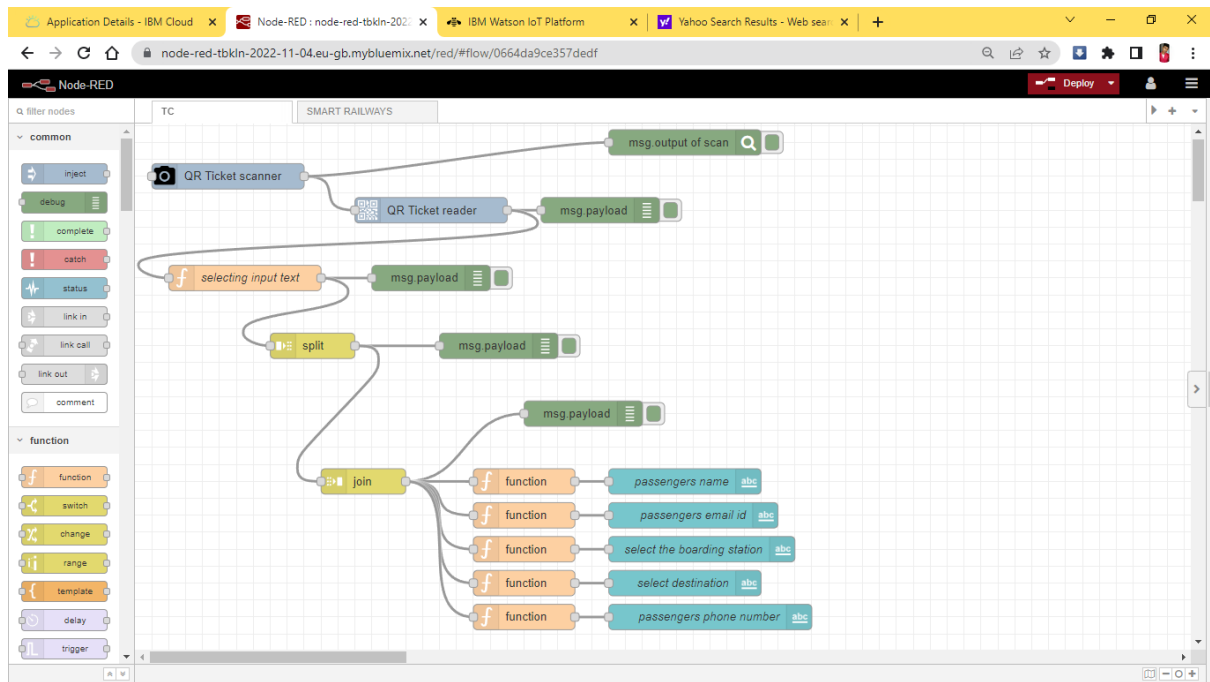 Application Details - IBM Cloud
Node-RED : node-red-tbkln-202
IBM Watson IoT Platform
Yahoo Search Results - Web sear
node-red-tbkln-2022-11-04.eu-gb.mybluemix.net/red/#flow/0664da9ce357dedf
Node-RED
Deploy
filter nodes
TC
SMART RAILWAYS
common
inject
debug
complete
catch
status
link in
link call
link out
comment
function
function
switch
change
range
template
delay
trigger
msg.output of scan
QR Ticket scanner
QR Ticket reader
msg.payload
selecting input text
msg.payload
split
msg.payload
msg.payload
join
function
passengers name
abc
function
passengers email id
abc
function
select the boarding station
abc
function
select destination
abc
function
passengers phone number
abc